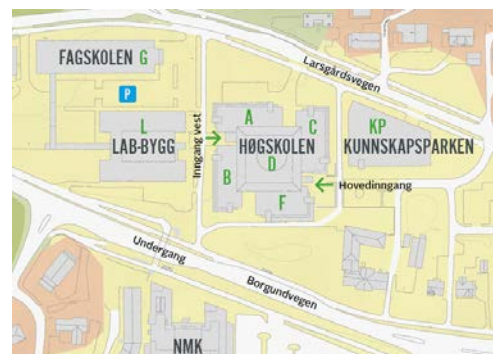 Larsgårdsvegen
FAGSKOLEN G
P
A
C
L
LAB-BYGG
Inngang vest
HØGSKOLEN
D
KP
KUNNSKAPSPARKEN
B
Hovedinngang
F
Undergang
Borgundvegen
NMK